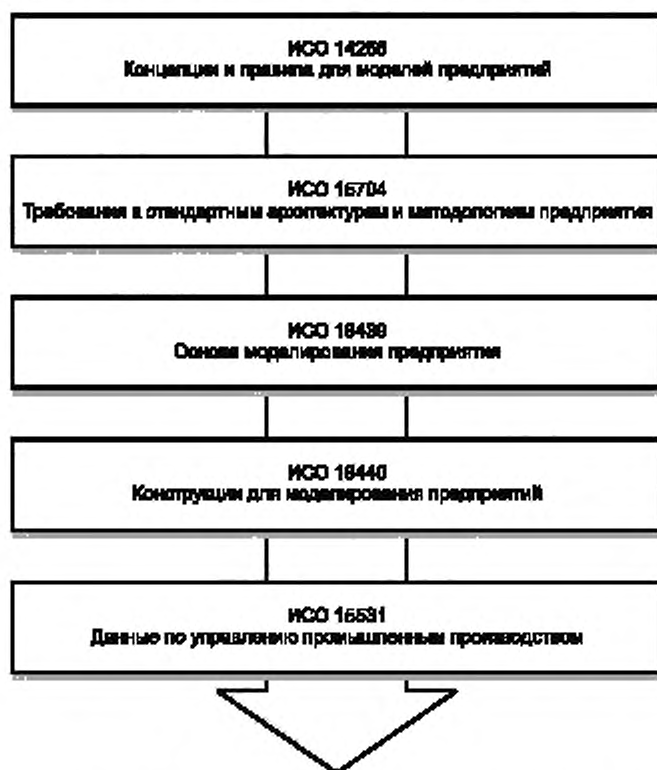 ИСО 14258
Концепции и правила для моделей предприятий
ИСО 15704
Требования к стандартным архитектурам и методологиям предприятия
ИСО 19439
Основа моделирования предприятия
ИСО 19440
Конструкции для моделирования предприятий
ИСО 15531
Данные по управлению промышленным производством